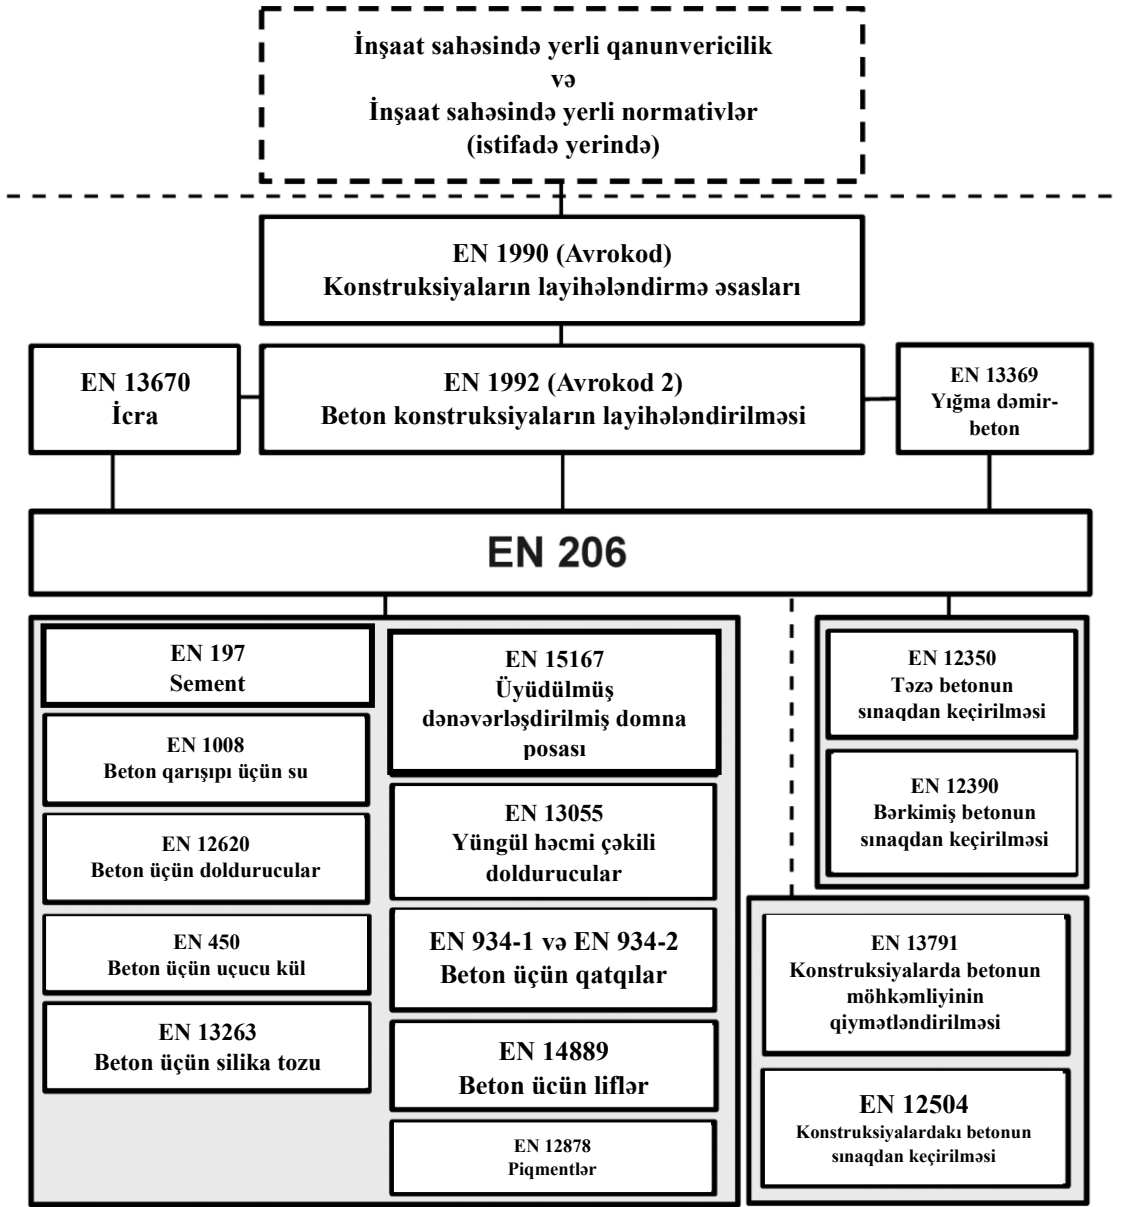 İnşaat sahəsində yerli qanunvericilik
və
İnşaat sahəsində yerli normativlər
(istifadə yerində)
EN 1990 (Avrokod)
Konstruksiyaların layihələndirmə əsasları
EN 13670
İcra
EN 1992 (Avrokod 2)
Beton konstruksiyaların layihələndirilməsi
EN 13369
Yığma dəmir-
beton
EN 206
EN 197
Sement
EN 1008
Beton qarışıpı üçün su
EN 12620
Beton üçün doldurucular
EN 450
Beton üçün uçucu kül
EN 13263
Beton üçün silika tozu
EN 15167
Üyüdülmüş
dənəvərləşdirilmiş domna
posası
EN 13055
Yüngül həcmi çəkili
doldurucular
EN 934-1 və EN 934-2
Beton üçün qatqılar
EN 14889
Beton ücün liflər
EN 12878
Piqmentlər
EN 12350
Təzə betonun
sınaqdan keçirilməsi
EN 12390
Bərkimiş betonun
sınaqdan keçirilməsi
EN 13791
Konstruksiyalarda betonun
möhkəmliyinin
qiymətləndirilməsi
EN 12504
Konstruksiyalardakı betonun
sınaqdan keçirilməsi